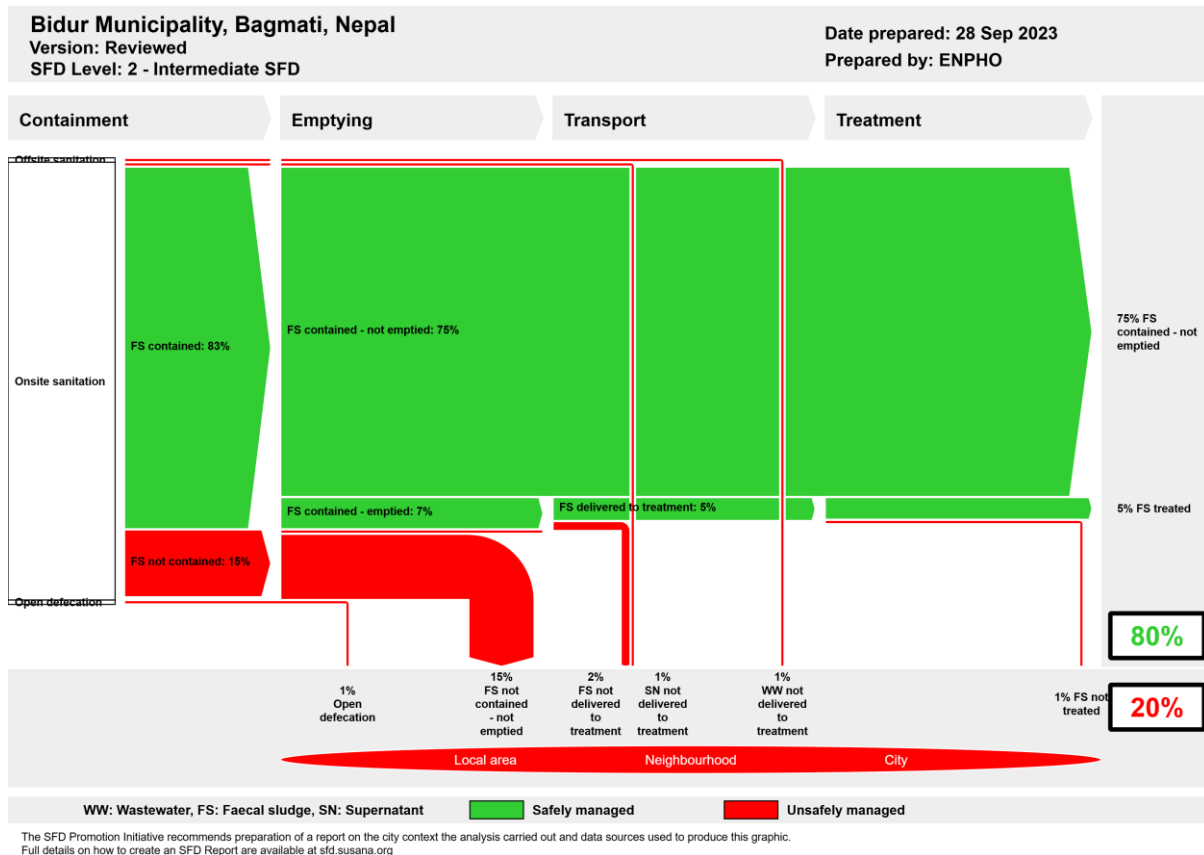 Bidur Municipality, Bagmati, Nepal
Version: Reviewed
SFD Level: 2 - Intermediate SFD
Date prepared: 28 Sep 2023
Prepared by: ENPHO
Containment
Emptying
Transport
Treatment
Offsite sanitation
FS contained: 83%
FS contained - not emptied: 75%
75% FS
contained - not
emptied
Onsite sanitation
FS contained - emptied: 7%
FS delivered to treatment: 5%
5% FS treated
FS not contained: 15%
Open defecation
80%
1%
Open
defecation
15%
FS not
contained
- not
emptied
2%
FS not
delivered
to
treatment
1%
SN not
delivered
to
treatment
1%
WW not
delivered
to
treatment
1% FS not
treated
20%
Local area
Neighbourhood
City
WW: Wastewater, FS: Faecal sludge, SN: Supernatant
Safely managed
Unsafely managed
The SFD Promotion Initiative recommends preparation of a report on the city context the analysis carried out and data sources used to produce this graphic.
Full details on how to create an SFD Report are available at sfd.susana.org